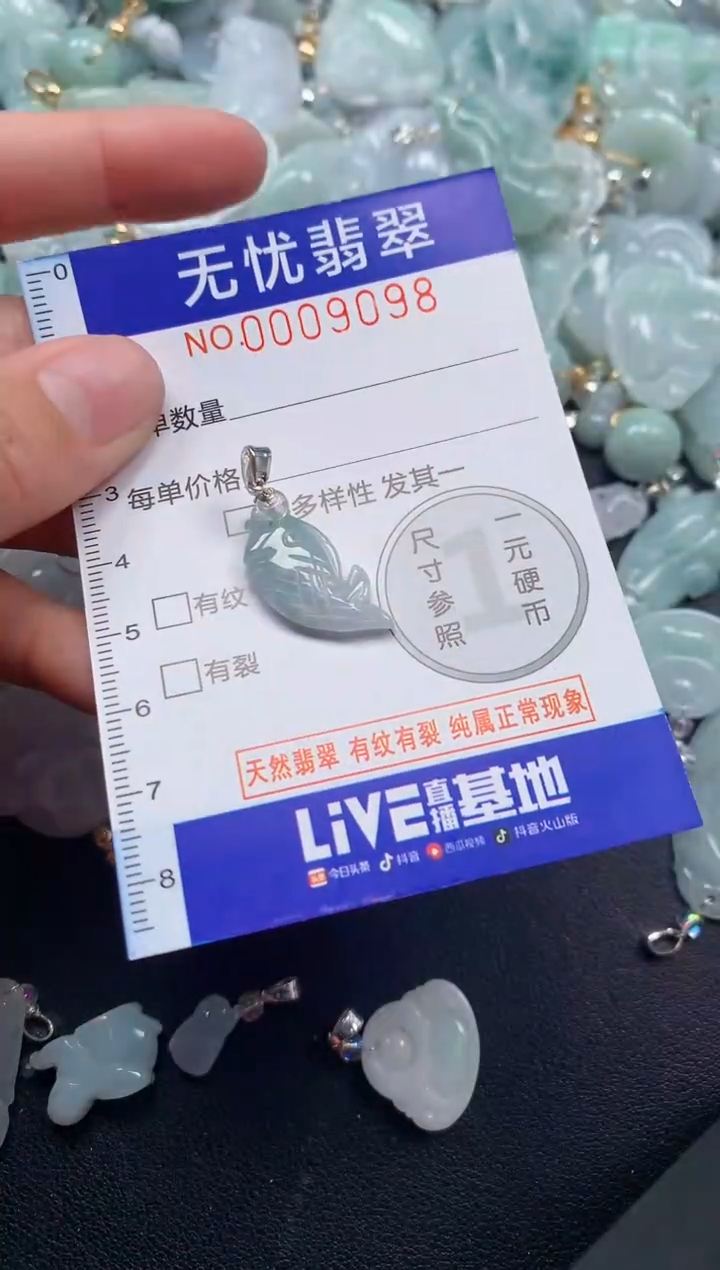 无忧翡翠
0
NO.0009098
单数量
3
每单价格
多样性 发其一
4
尺寸参照
一元硬币
1
5
有纹
6
有裂
天然翡翠 有纹有裂 纯属正常现象
7
LiVE直播基地
8
头条 今日头条 抖音 西瓜视频 抖音火山版